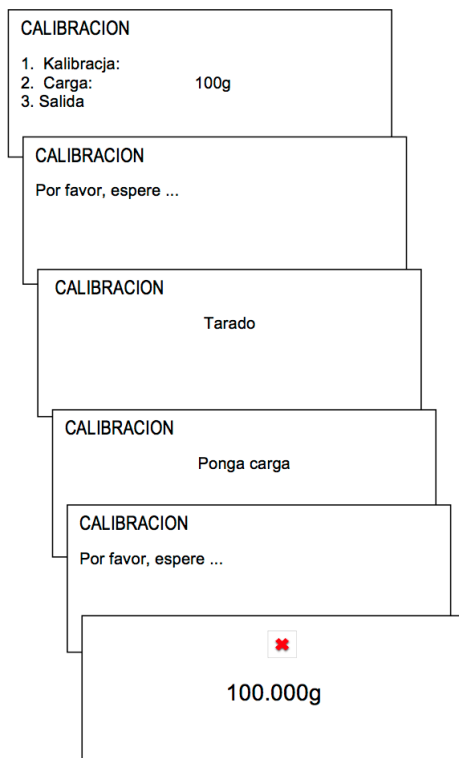 CALIBRACION
1. Kalibracja:
2. Carga: 100g
3. Salida
CALIBRACION
Por favor, espere ...
CALIBRACION
Tarado
CALIBRACION
Ponga carga
CALIBRACION
Por favor, espere ...
100.000g